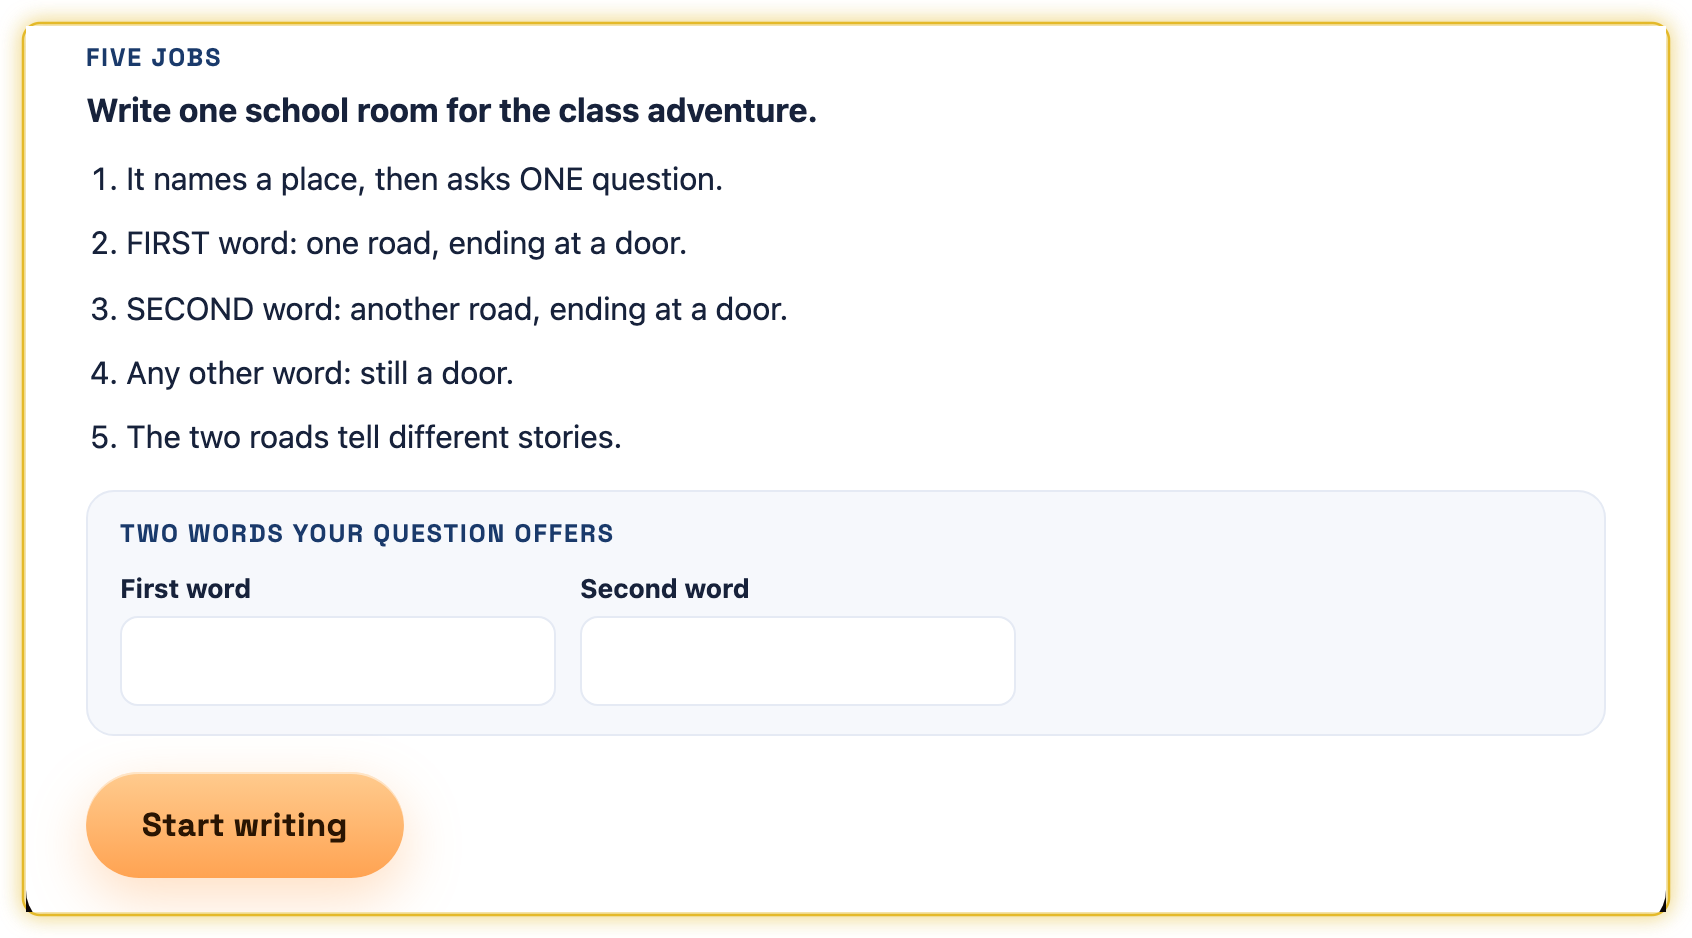 FIVE JOBS
Write one school room for the class adventure.
1. It names a place, then asks ONE question.
2. FIRST word: one road, ending at a door.
3. SECOND word: another road, ending at a door.
4. Any other word: still a door.
5. The two roads tell different stories.
TWO WORDS YOUR QUESTION OFFERS
First word Second word
Start writing